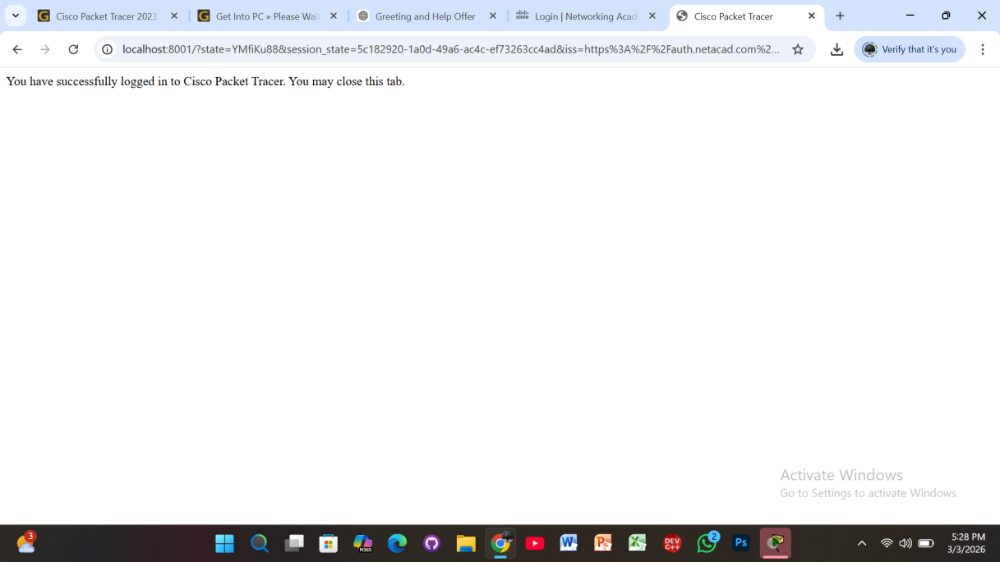 Cisco Packet Tracer 2023
Get Into PC » Please Wait
Greeting and Help Offer
Login | Networking Acad
Cisco Packet Tracer
localhost:8001/?state=YMfiKu88&session_state=5c182920-1a0d-49a6-ac4c-ef73263cc4ad&iss=https%3A%2F%2Fauth.netacad.com%2...
Verify that it's you
You have successfully logged in to Cisco Packet Tracer. You may close this tab.
Activate Windows
Go to Settings to activate Windows.
3
M365
DEV
C++
2
Ps
5:28 PM
3/3/2026